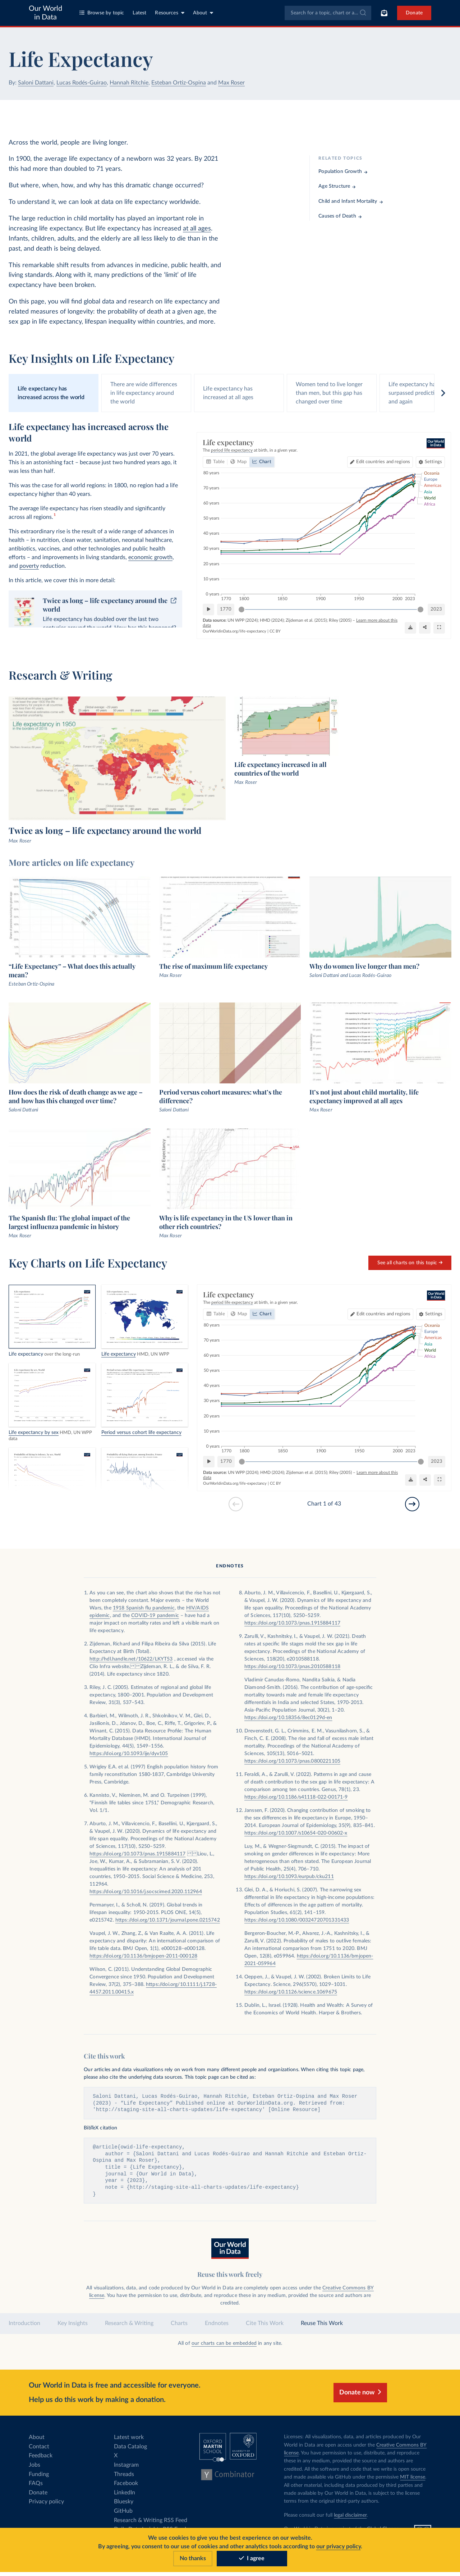 Our World
in Data
Browse by topic
Latest
Resources
About
Search for a topic, chart or a...
Donate
Life Expectancy
By: Saloni Dattani, Lucas Rodés-Guirao, Hannah Ritchie, Esteban Ortiz-Ospina and Max Roser
Across the world, people are living longer.
In 1900, the average life expectancy of a newborn was 32 years. By 2021
this had more than doubled to 71 years.
But where, when, how, and why has this dramatic change occurred?
To understand it, we can look at data on life expectancy worldwide.
The large reduction in child mortality has played an important role in
increasing life expectancy. But life expectancy has increased at all ages.
Infants, children, adults, and the elderly are all less likely to die than in the
past, and death is being delayed.
This remarkable shift results from advances in medicine, public health, and
living standards. Along with it, many predictions of the 'limit' of life
expectancy have been broken.
On this page, you will find global data and research on life expectancy and
related measures of longevity: the probability of death at a given age, the
sex gap in life expectancy, lifespan inequality within countries, and more.
RELATED TOPICS
Population Growth →
Age Structure →
Child and Infant Mortality →
Causes of Death →
Key Insights on Life Expectancy
Life expectancy has
increased across the world
There are wide differences
in life expectancy around
the world
Life expectancy has
increased at all ages
Women tend to live longer
than men, but this gap has
changed over time
Life expectancy ha
surpassed predicti
and again
Life expectancy has increased across the
world
In 2021, the global average life expectancy was just over 70 years.
This is an astonishing fact – because just two hundred years ago, it
was less than half.
This was the case for all world regions: in 1800, no region had a life
expectancy higher than 40 years.
The average life expectancy has risen steadily and significantly
across all regions.1
This extraordinary rise is the result of a wide range of advances in
health – in nutrition, clean water, sanitation, neonatal healthcare,
antibiotics, vaccines, and other technologies and public health
efforts – and improvements in living standards, economic growth,
and poverty reduction.
In this article, we cover this in more detail:
Twice as long – life expectancy around the
world
Life expectancy has doubled over the last two
Life expectancy
The period life expectancy at birth, in a given year.
Our World
in Data
Table
Map
Chart
Edit countries and regions
Settings
80 years
70 years
60 years
50 years
40 years
30 years
20 years
10 years
0 years
1770
1800
1850
1900
1950
2000
2023
Oceania
Europe
Americas
Asia
World
Africa
1770
2023
Data source: UN WPP (2024); HMD (2024); Zijdeman et al. (2015); Riley (2005) – Learn more about this
data
OurWorldinData.org/life-expectancy | CC BY
Research & Writing
Life expectancy in 1950
Twice as long – life expectancy around the world
Max Roser
Life expectancy increased in all
countries of the world
Max Roser
More articles on life expectancy
“Life Expectancy” – What does this actually
mean?
Esteban Ortiz-Ospina
The rise of maximum life expectancy
Max Roser
Why do women live longer than men?
Saloni Dattani and Lucas Rodés-Guirao
How does the risk of death change as we age –
and how has this changed over time?
Saloni Dattani
Period versus cohort measures: what's the
difference?
Saloni Dattani
It's not just about child mortality, life
expectancy improved at all ages
Max Roser
The Spanish flu: The global impact of the
largest influenza pandemic in history
Max Roser
Life Expectancy
Why is life expectancy in the US lower than in
other rich countries?
Max Roser
Key Charts on Life Expectancy
See all charts on this topic →
Life expectancy over the long-run
Life expectancy HMD, UN WPP
Life expectancy by sex HMD, UN WPP
data
Period versus cohort life expectancy
Life expectancy
The period life expectancy at birth, in a given year.
Our World
in Data
Table
Map
Chart
Edit countries and regions
Settings
80 years
70 years
60 years
50 years
40 years
30 years
20 years
10 years
0 years
1770
1800
1850
1900
1950
2000
2023
Oceania
Europe
Americas
Asia
World
Africa
1770
2023
Data source: UN WPP (2024); HMD (2024); Zijdeman et al. (2015); Riley (2005) – Learn more about this
data
OurWorldinData.org/life-expectancy | CC BY
Chart 1 of 43
ENDNOTES
1. As you can see, the chart also shows that the rise has not
been completely constant. Major events – the World
Wars, the 1918 Spanish flu pandemic, the HIV/AIDS
epidemic, and the COVID-19 pandemic – have had a
major impact on mortality rates and left a visible mark on
life expectancy.
2. Zijdeman, Richard and Filipa Ribeira da Silva (2015). Life
Expectancy at Birth (Total).
http://hdl.handle.net/10622/LKYT53 , accessed via the
Clio Infra website. Zijdeman, R. L., & de Silva, F. R.
(2014). Life expectancy since 1820.
3. Riley, J. C. (2005). Estimates of regional and global life
expectancy, 1800–2001. Population and Development
Review, 31(3), 537–543.
4. Barbieri, M., Wilmoth, J. R., Shkolnikov, V. M., Glei, D.,
Jasilionis, D., Jdanov, D., Boe, C., Riffe, T., Grigoriev, P., &
Winant, C. (2015). Data Resource Profile: The Human
Mortality Database (HMD). International Journal of
Epidemiology, 44(5), 1549–1556.
https://doi.org/10.1093/ije/dyv105
5. Wrigley, E.A. et al. (1997) English population history from
family reconstitution 1580-1837. Cambridge University
Press, Cambridge.
6. Kannisto, V., Nieminen, M. and O. Turpeinen (1999).
"Finnish life tables since 1751," Demographic Research,
Vol. 1/1.
7. Aburto, J. M., Villavicencio, F., Basellini, U., Kjærgaard, S.,
& Vaupel, J. W. (2020). Dynamics of life expectancy and
life span equality. Proceedings of the National Academy
of Sciences, 117(10), 5250–5259.
https://doi.org/10.1073/pnas.1915884117 Liou, L.,
Joe, W., Kumar, A., & Subramanian, S. V. (2020).
Inequalities in life expectancy: An analysis of 201
countries, 1950–2015. Social Science & Medicine, 253,
112964.
https://doi.org/10.1016/j.socscimed.2020.112964
Permanyer, I., & Scholl, N. (2019). Global trends in
lifespan inequality: 1950-2015. PLOS ONE, 14(5),
e0215742. https://doi.org/10.1371/journal.pone.0215742
Vaupel, J. W., Zhang, Z., & Van Raalte, A. A. (2011). Life
expectancy and disparity: An international comparison of
life table data. BMJ Open, 1(1), e000128–e000128.
https://doi.org/10.1136/bmjopen-2011-000128
Wilson, C. (2011). Understanding Global Demographic
Convergence since 1950. Population and Development
Review, 37(2), 375–388. https://doi.org/10.1111/j.1728-
4457.2011.00415.x
8. Aburto, J. M., Villavicencio, F., Basellini, U., Kjærgaard, S.,
& Vaupel, J. W. (2020). Dynamics of life expectancy and
life span equality. Proceedings of the National Academy
of Sciences, 117(10), 5250–5259.
https://doi.org/10.1073/pnas.1915884117
9. Zarulli, V., Kashnitsky, I., & Vaupel, J. W. (2021). Death
rates at specific life stages mold the sex gap in life
expectancy. Proceedings of the National Academy of
Sciences, 118(20), e2010588118.
https://doi.org/10.1073/pnas.2010588118
Vladimir Canudas-Romo, Nandita Saikia, & Nadia
Diamond-Smith. (2016). The contribution of age-specific
mortality towards male and female life expectancy
differentials in India and selected States, 1970-2013.
Asia-Pacific Population Journal, 30(2), 1–20.
https://doi.org/10.18356/8ec0129d-en
10. Drevenstedt, G. L., Crimmins, E. M., Vasunilashorn, S., &
Finch, C. E. (2008). The rise and fall of excess male infant
mortality. Proceedings of the National Academy of
Sciences, 105(13), 5016–5021.
https://doi.org/10.1073/pnas.0800221105
11. Feraldi, A., & Zarulli, V. (2022). Patterns in age and cause
of death contribution to the sex gap in life expectancy: A
comparison among ten countries. Genus, 78(1), 23.
https://doi.org/10.1186/s41118-022-00171-9
12. Janssen, F. (2020). Changing contribution of smoking to
the sex differences in life expectancy in Europe, 1950–
2014. European Journal of Epidemiology, 35(9), 835–841.
https://doi.org/10.1007/s10654-020-00602-x
Luy, M., & Wegner-Siegmundt, C. (2015). The impact of
smoking on gender differences in life expectancy: More
heterogeneous than often stated. The European Journal
of Public Health, 25(4), 706–710.
https://doi.org/10.1093/eurpub/cku211
13. Glei, D. A., & Horiuchi, S. (2007). The narrowing sex
differential in life expectancy in high-income populations:
Effects of differences in the age pattern of mortality.
Population Studies, 61(2), 141–159.
https://doi.org/10.1080/00324720701331433
Bergeron-Boucher, M.-P., Alvarez, J.-A., Kashnitsky, I., &
Zarulli, V. (2022). Probability of males to outlive females:
An international comparison from 1751 to 2020. BMJ
Open, 12(8), e059964. https://doi.org/10.1136/bmjopen-
2021-059964
14. Oeppen, J., & Vaupel, J. W. (2002). Broken Limits to Life
Expectancy. Science, 296(5570), 1029–1031.
https://doi.org/10.1126/science.1069675
15. Dublin, L., Israel. (1928). Health and Wealth: A Survey of
the Economics of World Health. Harper & Brothers.
Cite this work
Our articles and data visualizations rely on work from many different people and organizations. When citing this topic page,
please also cite the underlying data sources. This topic page can be cited as:
Saloni Dattani, Lucas Rodés-Guirao, Hannah Ritchie, Esteban Ortiz-Ospina and Max Roser
(2023) - "Life Expectancy" Published online at OurWorldinData.org. Retrieved from:
'http://staging-site-all-charts-updates/life-expectancy' [Online Resource]
BibTeX citation
@article{owid-life-expectancy,
author = {Saloni Dattani and Lucas Rodés-Guirao and Hannah Ritchie and Esteban Ortiz-
Ospina and Max Roser},
title = {Life Expectancy},
journal = {Our World in Data},
year = {2023},
note = {http://staging-site-all-charts-updates/life-expectancy}
}
Our World
in Data
Reuse this work freely
All visualizations, data, and code produced by Our World in Data are completely open access under the Creative Commons BY
license. You have the permission to use, distribute, and reproduce these in any medium, provided the source and authors are
credited.
Introduction
Key Insights
Research & Writing
Charts
Endnotes
Cite This Work
Reuse This Work
All of our charts can be embedded in any site.
Our World in Data is free and accessible for everyone.
Help us do this work by making a donation.
Donate now
About
Contact
Feedback
Jobs
Funding
FAQs
Donate
Privacy policy
Latest work
Data Catalog
X
Instagram
Threads
Facebook
LinkedIn
Bluesky
GitHub
Research & Writing RSS Feed
OXFORD
MARTIN
SCHOOL
UNIVERSITY OF
OXFORD
Y Combinator
Licenses: All visualizations, data, and articles produced by Our
World in Data are open access under the Creative Commons BY
license. You have permission to use, distribute, and reproduce
these in any medium, provided the source and authors are
credited. All the software and code that we write is open source
and made available via GitHub under the permissive MIT license.
All other material, including data produced by third parties and
made available by Our World in Data, is subject to the license
terms from the original third-party authors.
Please consult our full legal disclaimer.
We use cookies to give you the best experience on our website.
By agreeing, you consent to our use of cookies and other analytics tools according to our privacy policy.
No thanks
I agree